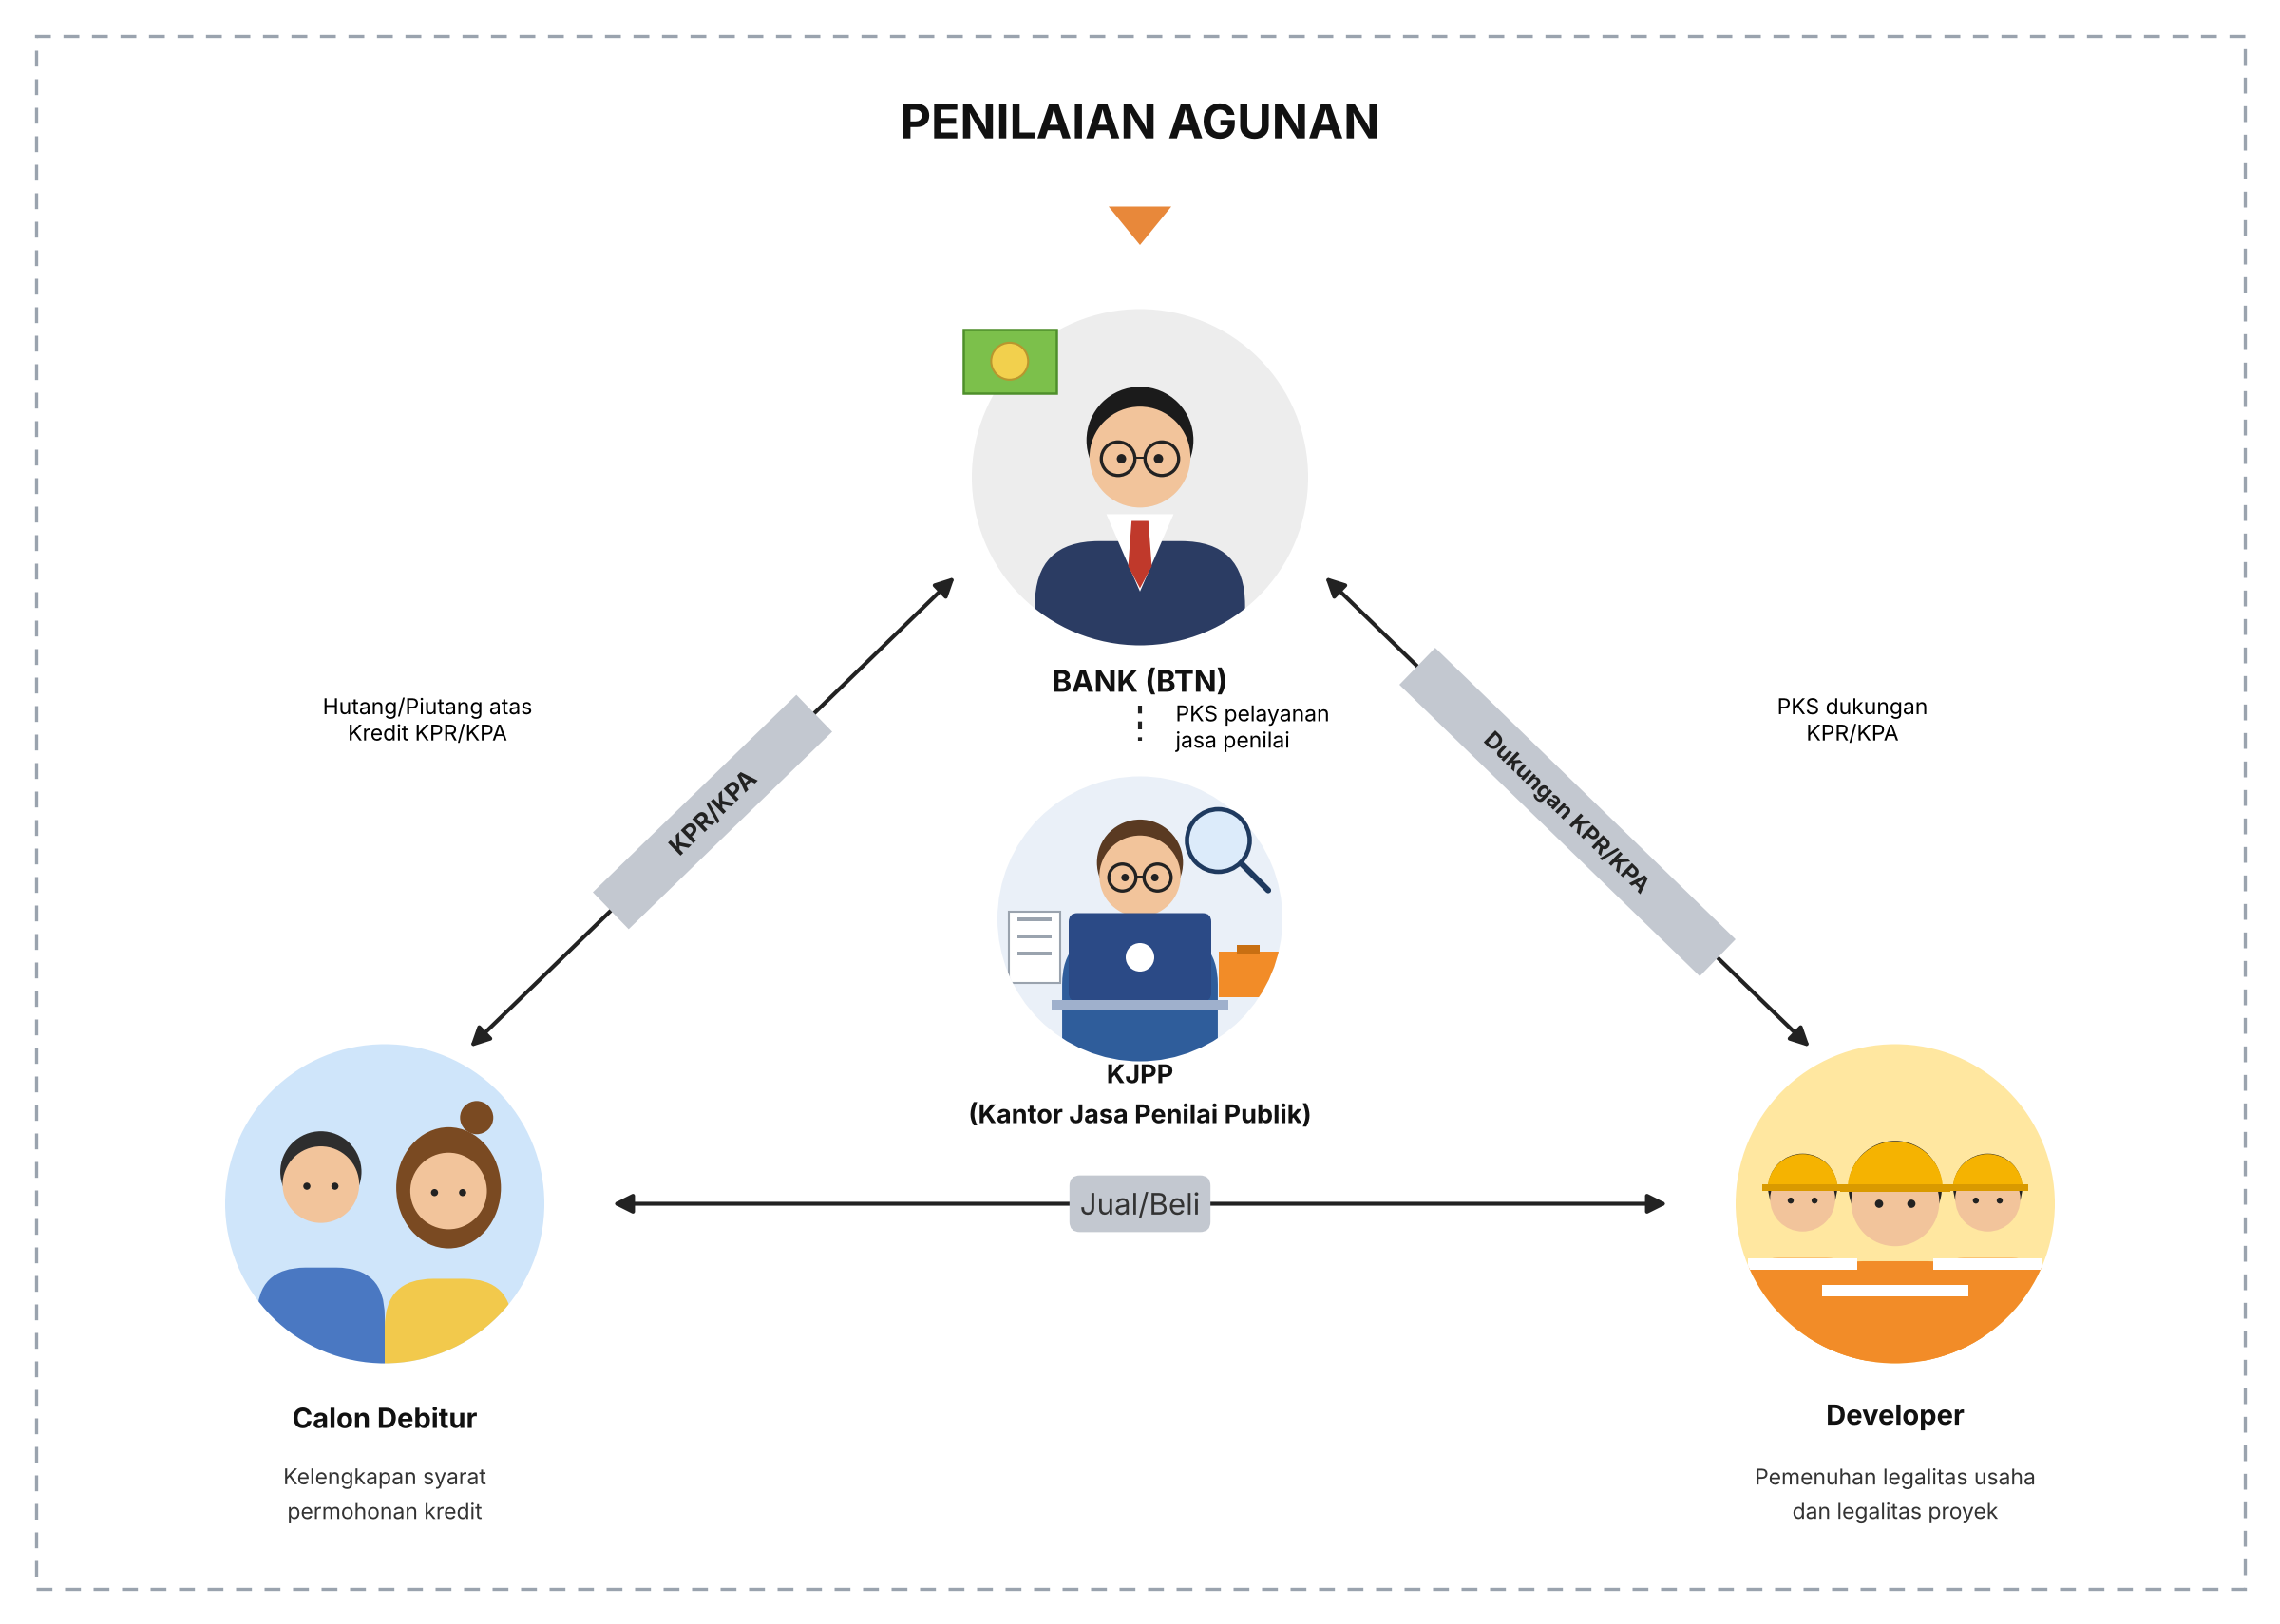 PENILAIAN AGUNAN
BANK (BTN)
PKS pelayanan
jasa penilai
Hutang/Piutang atas
Kredit KPR/KPA
KPR/KPA
Dukungan KPR/KPA
PKS dukungan
KPR/KPA
KJPP
(Kantor Jasa Penilai Publik)
Jual/Beli
Calon Debitur
Kelengkapan syarat
permohonan kredit
Developer
Pemenuhan legalitas usaha
dan legalitas proyek